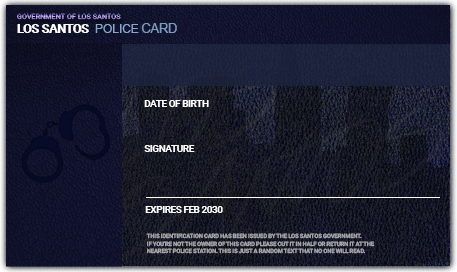 GOVERNMENT OF LOS SANTOS
LOS SANTOS POLICE CARD
DATE OF BIRTH
SIGNATURE
EXPIRES FEB 2030
THIS IDENTIFICATION CARD HAS BEEN ISSUED BY THE LOS SANTOS GOVERNMENT.
IF YOU'RE NOT THE OWNER OF THIS CARD PLEASE CUT IT IN HALF OR RETURN IT AT THE
NEAREST POLICE STATION. THIS IS JUST A RANDOM TEXT THAT NO ONE WILL READ.